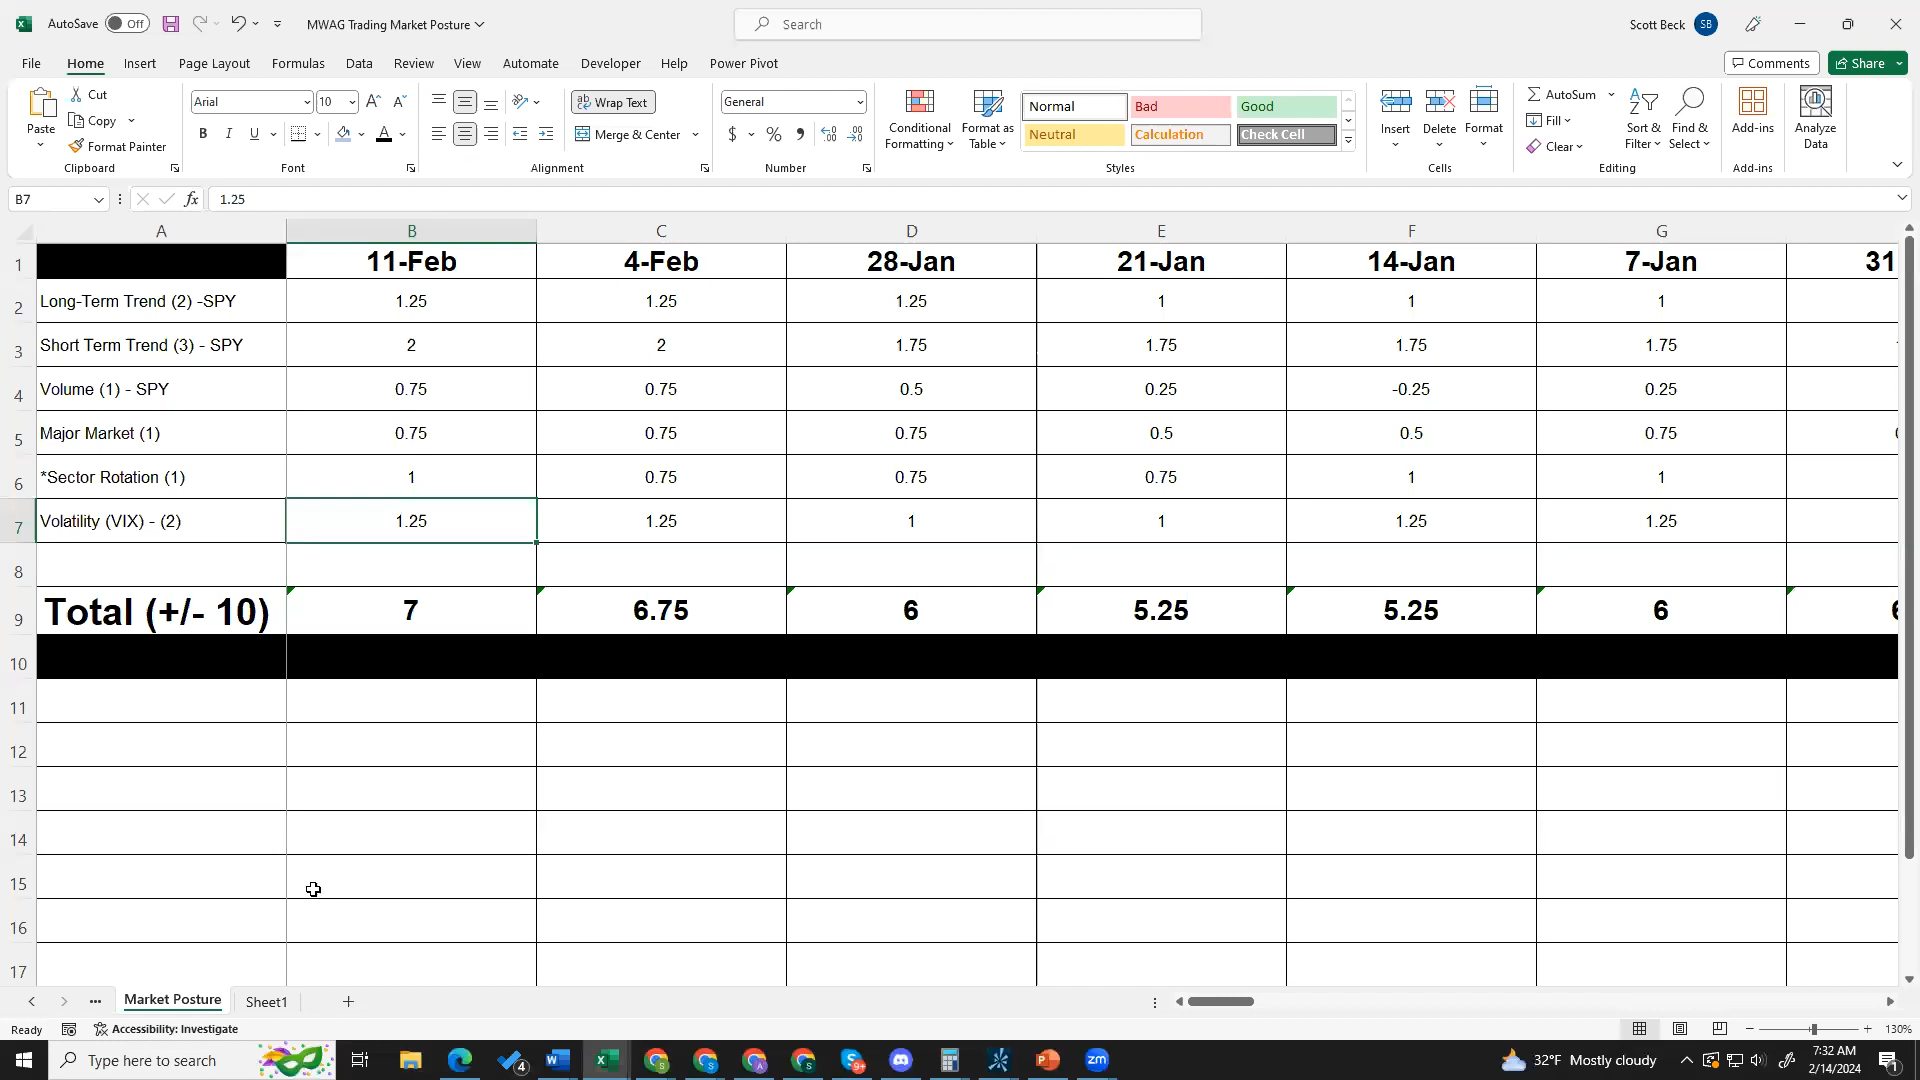 AutoSave Off MWAG Trading Market Posture Search Scott Beck SB
File Home Insert Page Layout Formulas Data Review View Automate Developer Help Power Pivot Comments Share
Paste Cut Copy Format Painter Clipboard
Arial 10 B I U A Font
Wrap Text Merge & Center Alignment
General $ % Number
Conditional Formatting Format as Table
Normal Bad Good
Neutral Calculation Check Cell
Styles
Insert Delete Format Cells
AutoSum Fill Clear Sort & Filter Find & Select Editing
Add-ins Add-ins
Analyze Data
B7 fx 1.25
A B C D E F G
1 11-Feb 4-Feb 28-Jan 21-Jan 14-Jan 7-Jan 31
2 Long-Term Trend (2) -SPY 1.25 1.25 1.25 1 1 1
3 Short Term Trend (3) - SPY 2 2 1.75 1.75 1.75 1.75
4 Volume (1) - SPY 0.75 0.75 0.5 0.25 -0.25 0.25
5 Major Market (1) 0.75 0.75 0.75 0.5 0.5 0.75
6 *Sector Rotation (1) 1 0.75 0.75 0.75 1 1
7 Volatility (VIX) - (2) 1.25 1.25 1 1 1.25 1.25
8
9 Total (+/- 10) 7 6.75 6 5.25 5.25 6
10
11
12
13
14
15
16
17
Market Posture Sheet1
Ready Accessibility: Investigate 130%
Type here to search 32°F Mostly cloudy 7:32 AM
2/14/2024